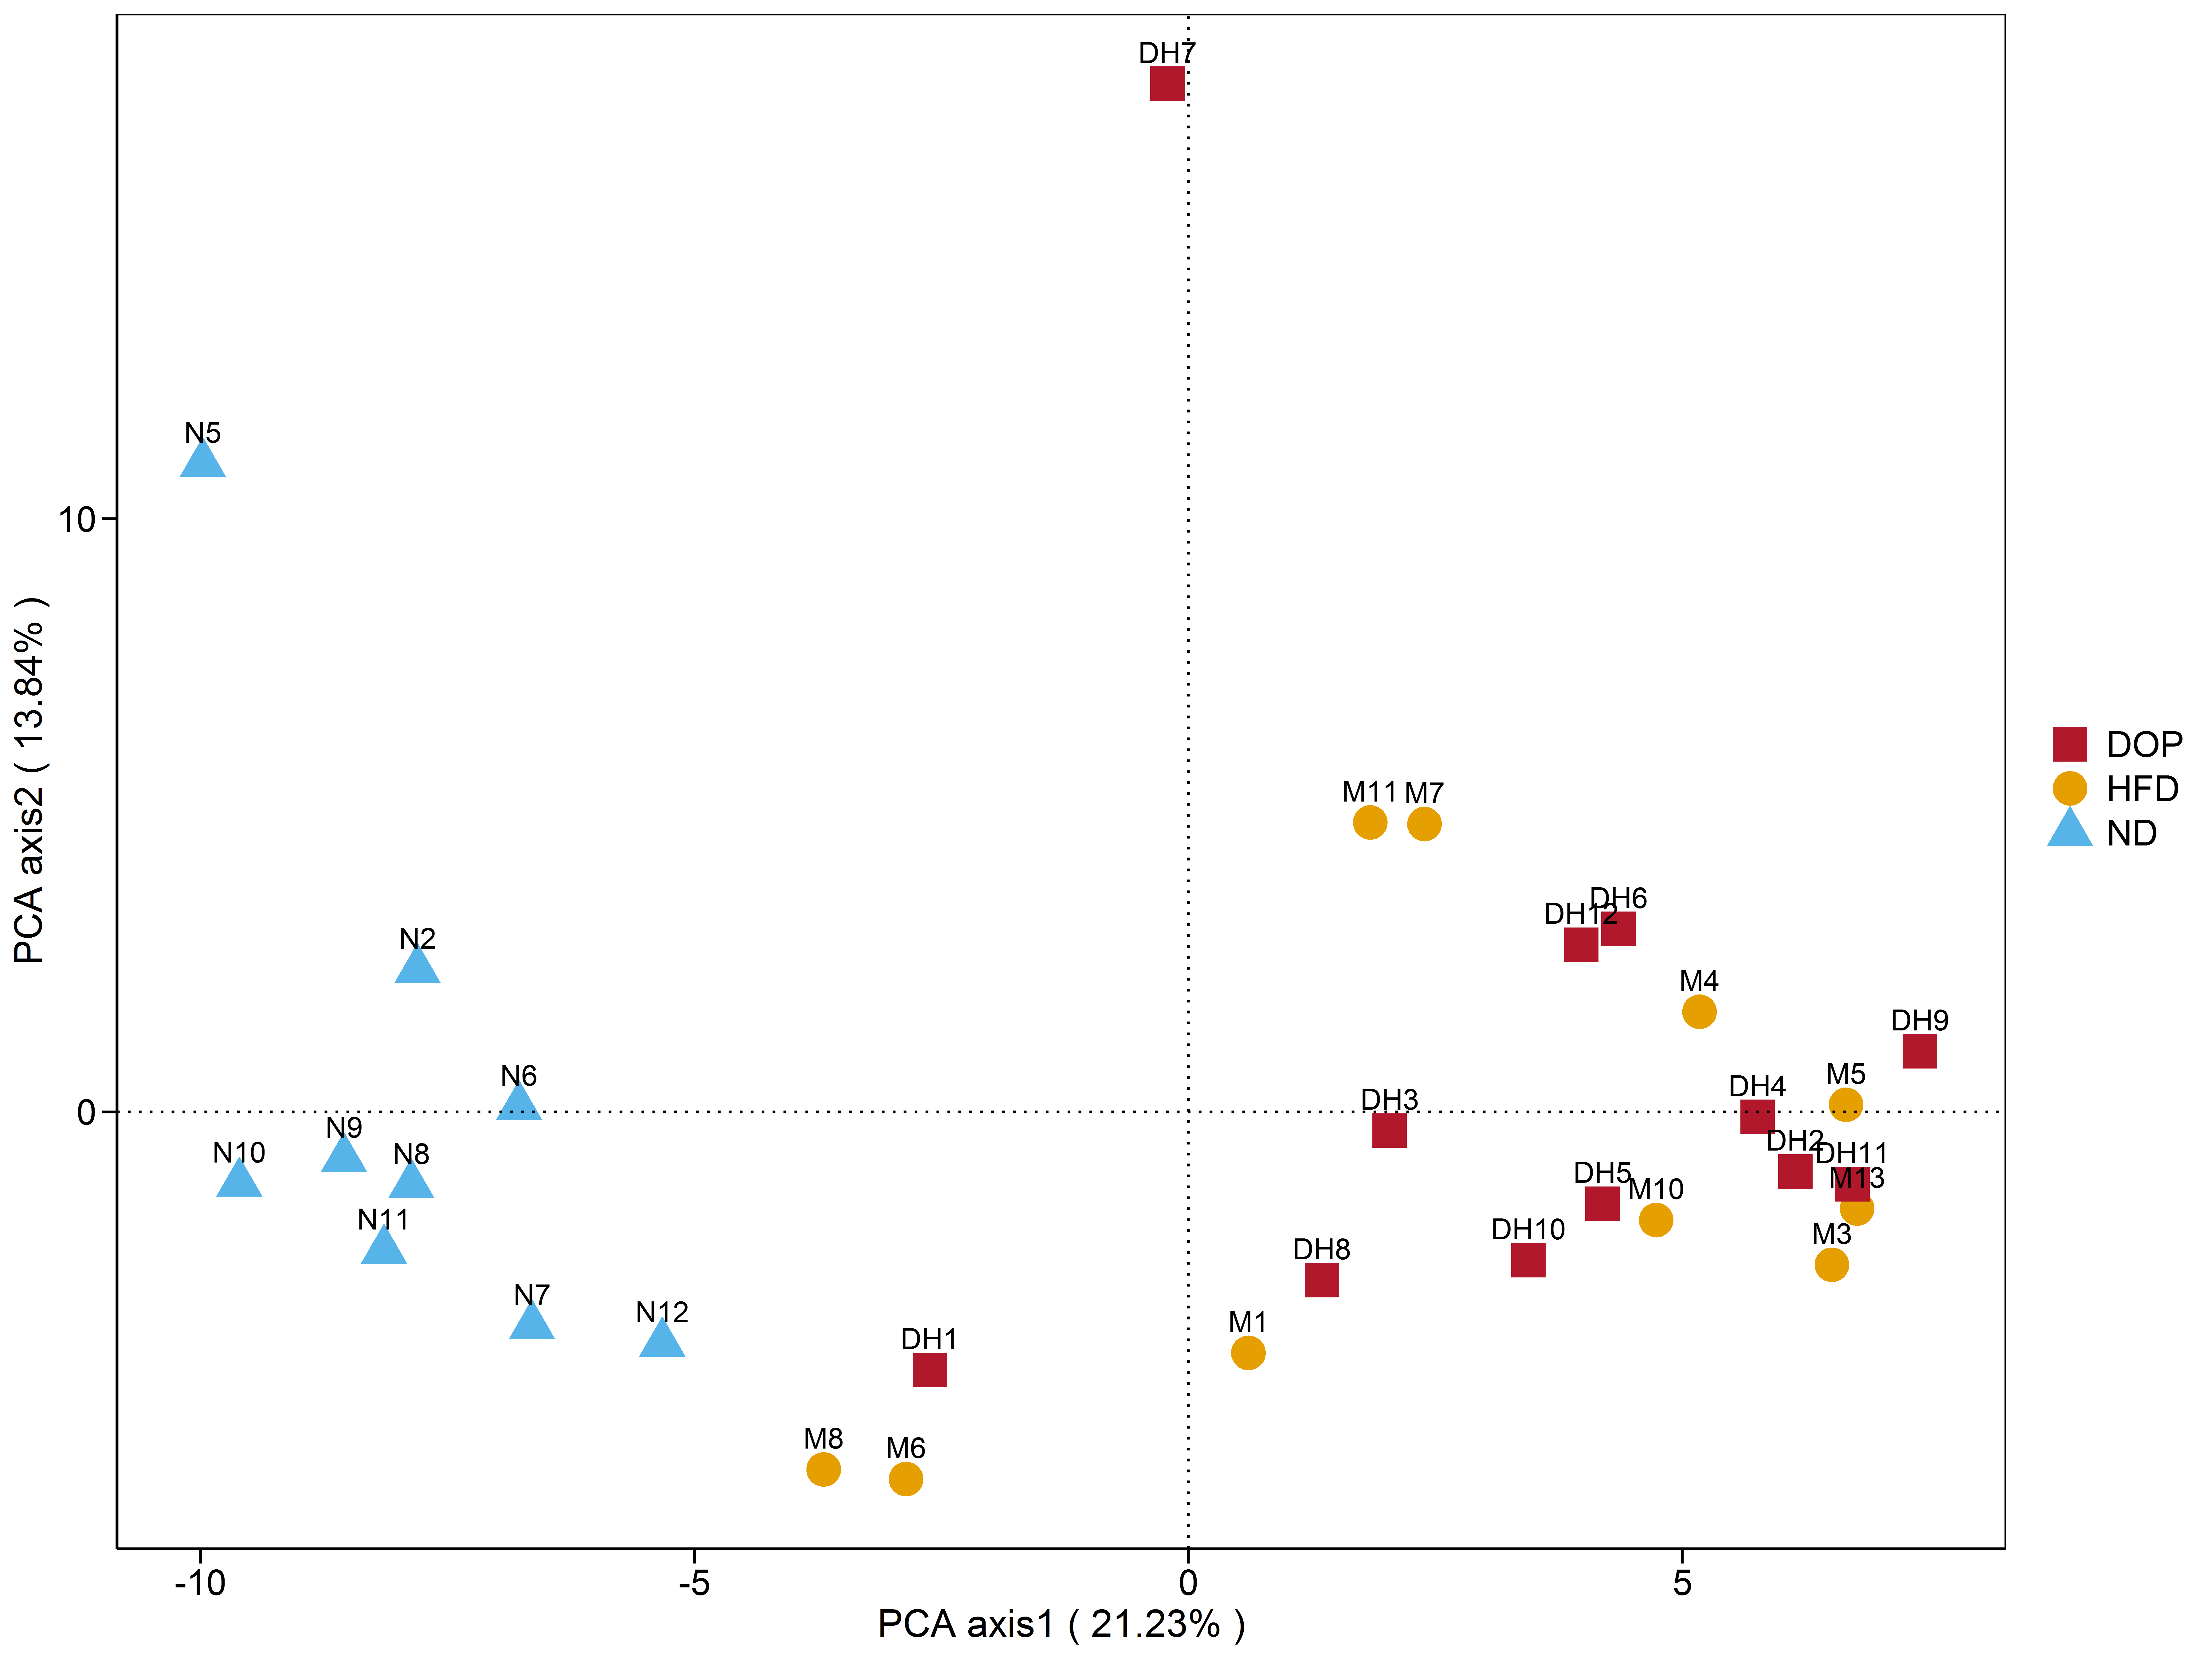 DH7
N5
10
M11 M7
DH6
DH12
N2
M4
DH9
M5
N6
DH4
DH3
0
N9
DH2
N10
N8
DH11
DH5
M13
M10
N11
M3
DH10
DH8
N7
N12
M1
DH1
M8
M6
-10 -5 0 5
PCA axis1 ( 21.23% )
PCA axis2 ( 13.84% )
DOP
HFD
ND